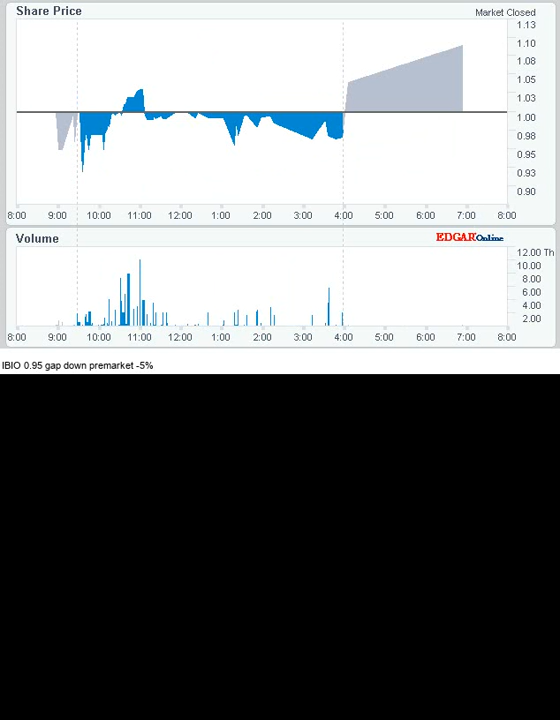 Share Price
Market Closed
1.13
1.10
1.08
1.05
1.03
1.00
0.98
0.95
0.93
0.90
8:00 9:00 10:00 11:00 12:00 1:00 2:00 3:00 4:00 5:00 6:00 7:00 8:00
Volume
EDGAR Online
12.00 Th
10.00
8.00
6.00
4.00
2.00
8:00 9:00 10:00 11:00 12:00 1:00 2:00 3:00 4:00 5:00 6:00 7:00 8:00
IBIO 0.95 gap down premarket -5%